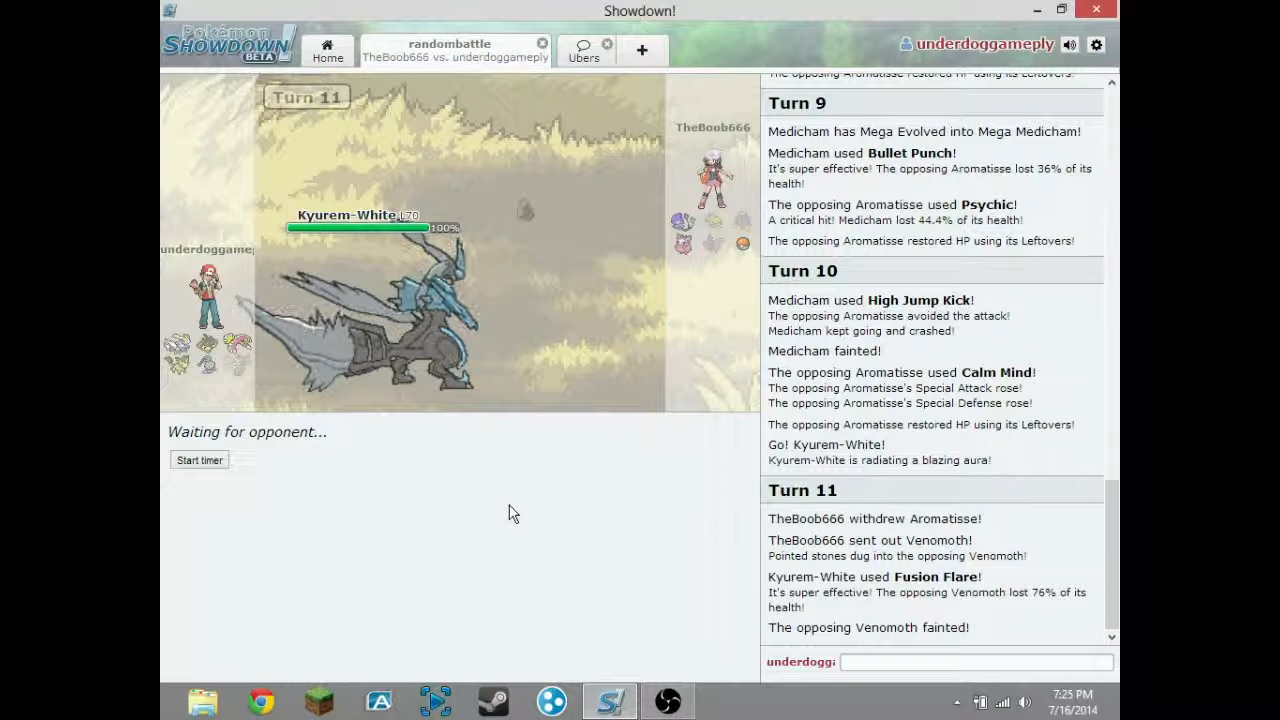 Showdown!
Pokémon
SHOWDOWN!
BETA
Home
randombattle
TheBoob666 vs. underdoggameply
Ubers
+
underdoggameply
Turn 11
TheBoob666
Kyurem-White L70
100%
underdoggamep
The opposing Aromatisse restored HP using its Leftovers!
Turn 9
Medicham has Mega Evolved into Mega Medicham!
Medicham used Bullet Punch!
It's super effective! The opposing Aromatisse lost 36% of its
health!
The opposing Aromatisse used Psychic!
A critical hit! Medicham lost 44.4% of its health!
The opposing Aromatisse restored HP using its Leftovers!
Turn 10
Medicham used High Jump Kick!
The opposing Aromatisse avoided the attack!
Medicham kept going and crashed!
Medicham fainted!
The opposing Aromatisse used Calm Mind!
The opposing Aromatisse's Special Attack rose!
The opposing Aromatisse's Special Defense rose!
The opposing Aromatisse restored HP using its Leftovers!
Go! Kyurem-White!
Kyurem-White is radiating a blazing aura!
Turn 11
TheBoob666 withdrew Aromatisse!
TheBoob666 sent out Venomoth!
Pointed stones dug into the opposing Venomoth!
Kyurem-White used Fusion Flare!
It's super effective! The opposing Venomoth lost 76% of its
health!
The opposing Venomoth fainted!
Waiting for opponent...
Start timer
underdogg:
7:25 PM
7/16/2014